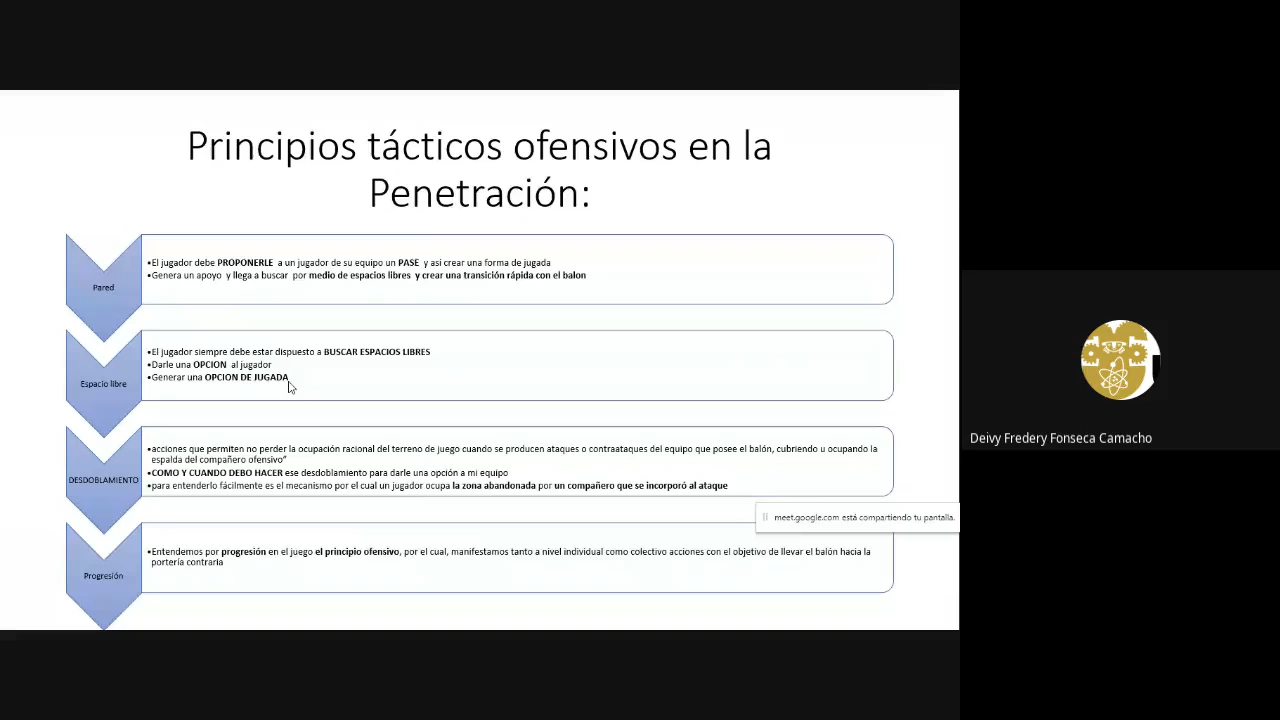 Principios tácticos ofensivos en la
Penetración:
Pared
•El jugador debe PROPONERLE a un jugador de su equipo un PASE y así crear una forma de jugada
•Genera un apoyo y llega a buscar por medio de espacios libres y crear una transición rápida con el balon
Espacio libre
•El jugador siempre debe estar dispuesto a BUSCAR ESPACIOS LIBRES
•Darle una OPCION al jugador
•Generar una OPCION DE JUGADA
DESDOBLAMIENTO
•acciones que permiten no perder la ocupación racional del terreno de juego cuando se producen ataques o contraataques del equipo que posee el balón, cubriendo u ocupando la
espalda del compañero ofensivo”
•COMO Y CUANDO DEBO HACER ese desdoblamiento para darle una opción a mi equipo
•para entenderlo fácilmente es el mecanismo por el cual un jugador ocupa la zona abandonada por un compañero que se incorporó al ataque
meet.google.com está compartiendo tu pantalla.
Progresión
•Entendemos por progresión en el juego el principio ofensivo, por el cual, manifestamos tanto a nivel individual como colectivo acciones con el objetivo de llevar el balón hacia la
portería contraria
Deivy Fredery Fonseca Camacho